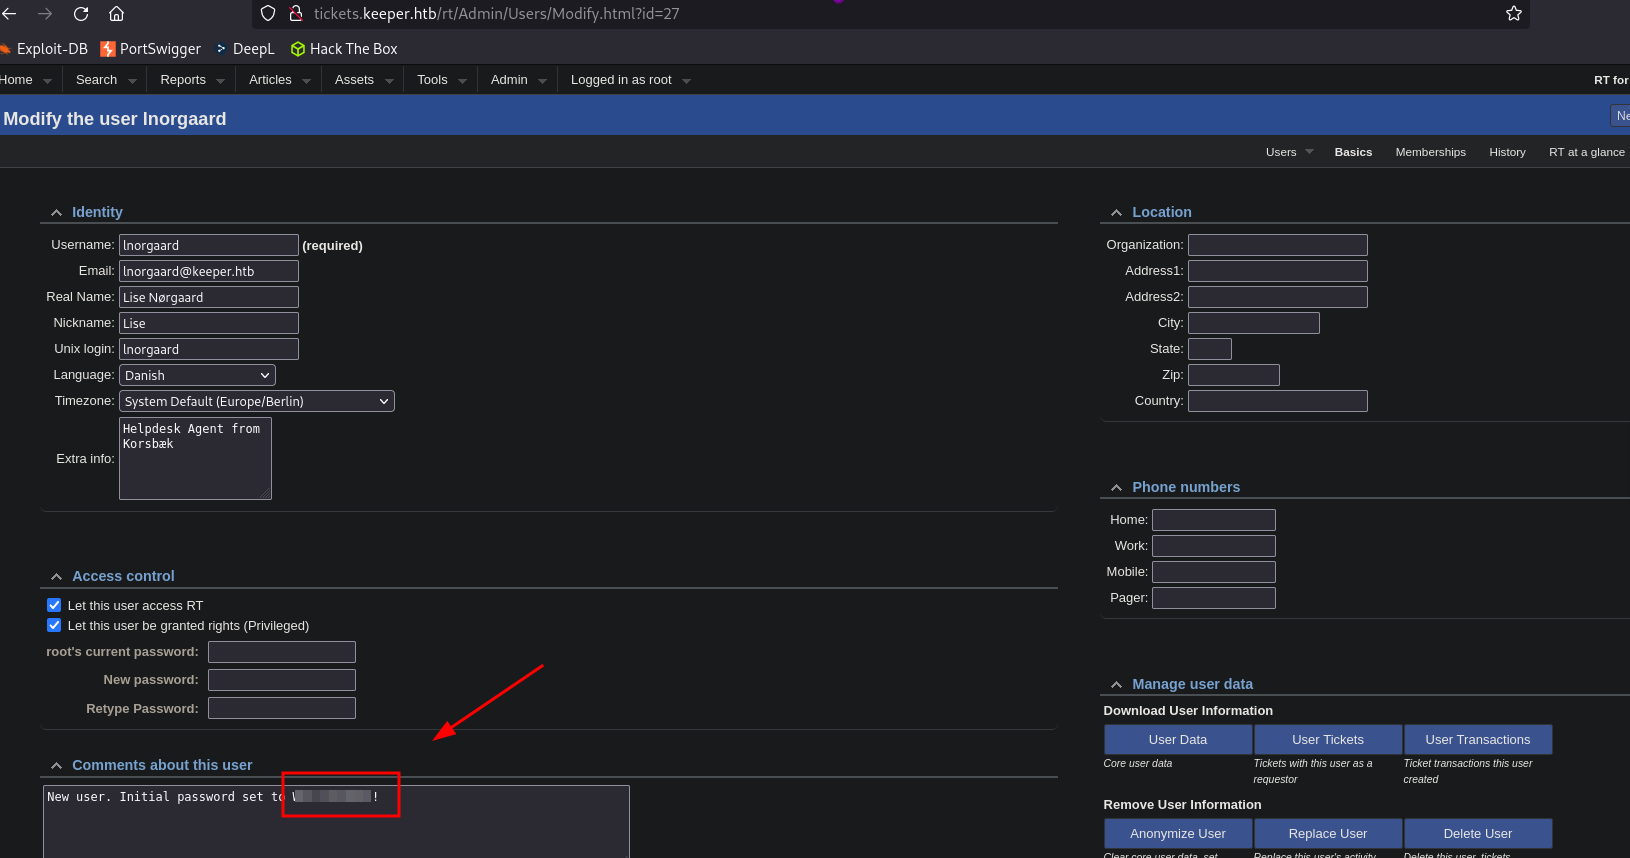 tickets.keeper.htb/rt/Admin/Users/Modify.html?id=27
Exploit-DB PortSwigger DeepL Hack The Box
Home Search Reports Articles Assets Tools Admin Logged in as root RT for
Modify the user lnorgaard
Users Basics Memberships History RT at a glance
Identity
Username: lnorgaard (required)
Email: lnorgaard@keeper.htb
Real Name: Lise Nørgaard
Nickname: Lise
Unix login: lnorgaard
Language: Danish
Timezone: System Default (Europe/Berlin)
Extra info: Helpdesk Agent from
Korsbæk
Access control
Let this user access RT
Let this user be granted rights (Privileged)
root's current password:
New password:
Retype Password:
Comments about this user
New user. Initial password set to
Location
Organization:
Address1:
Address2:
City:
State:
Zip:
Country:
Phone numbers
Home:
Work:
Mobile:
Pager:
Manage user data
Download User Information
User Data User Tickets User Transactions
Core user data Tickets with this user as a Ticket transactions this user
requestor created
Remove User Information
Anonymize User Replace User Delete User
Clear core user data, set Replace this user's activity Delete this user, tickets